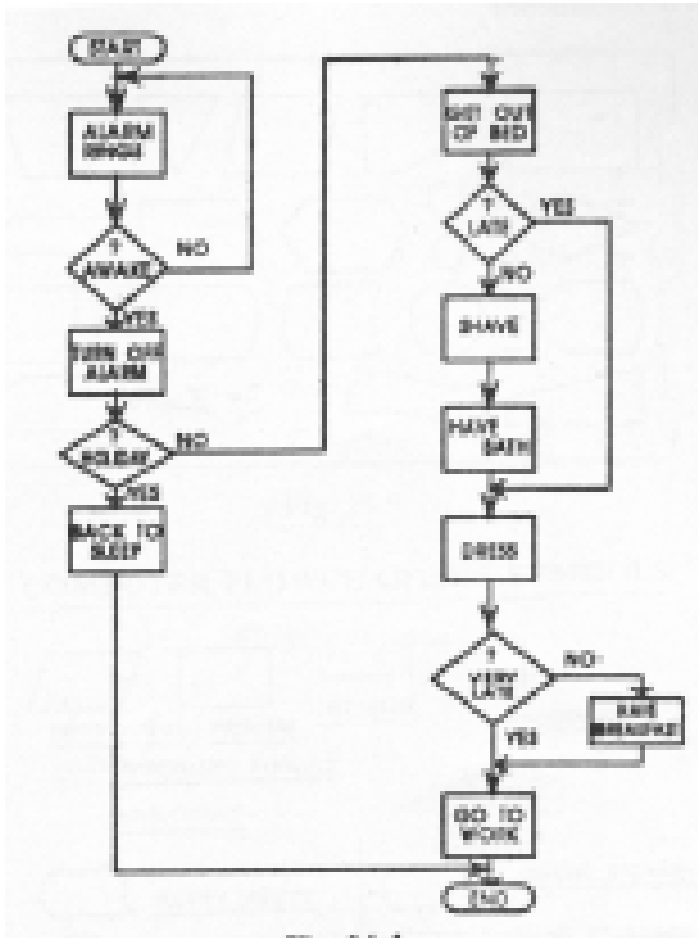 START
ALARM
RINGS
?
AWAKE
NO
YES
TURN OFF
ALARM
?
HOLIDAY
NO
YES
BACK TO
SLEEP
GET OUT
OF BED
?
LATE
YES
NO
SHAVE
HAVE
BATH
DRESS
?
VERY
LATE
NO
HAVE
BREAKFAST
YES
GO TO
WORK
END